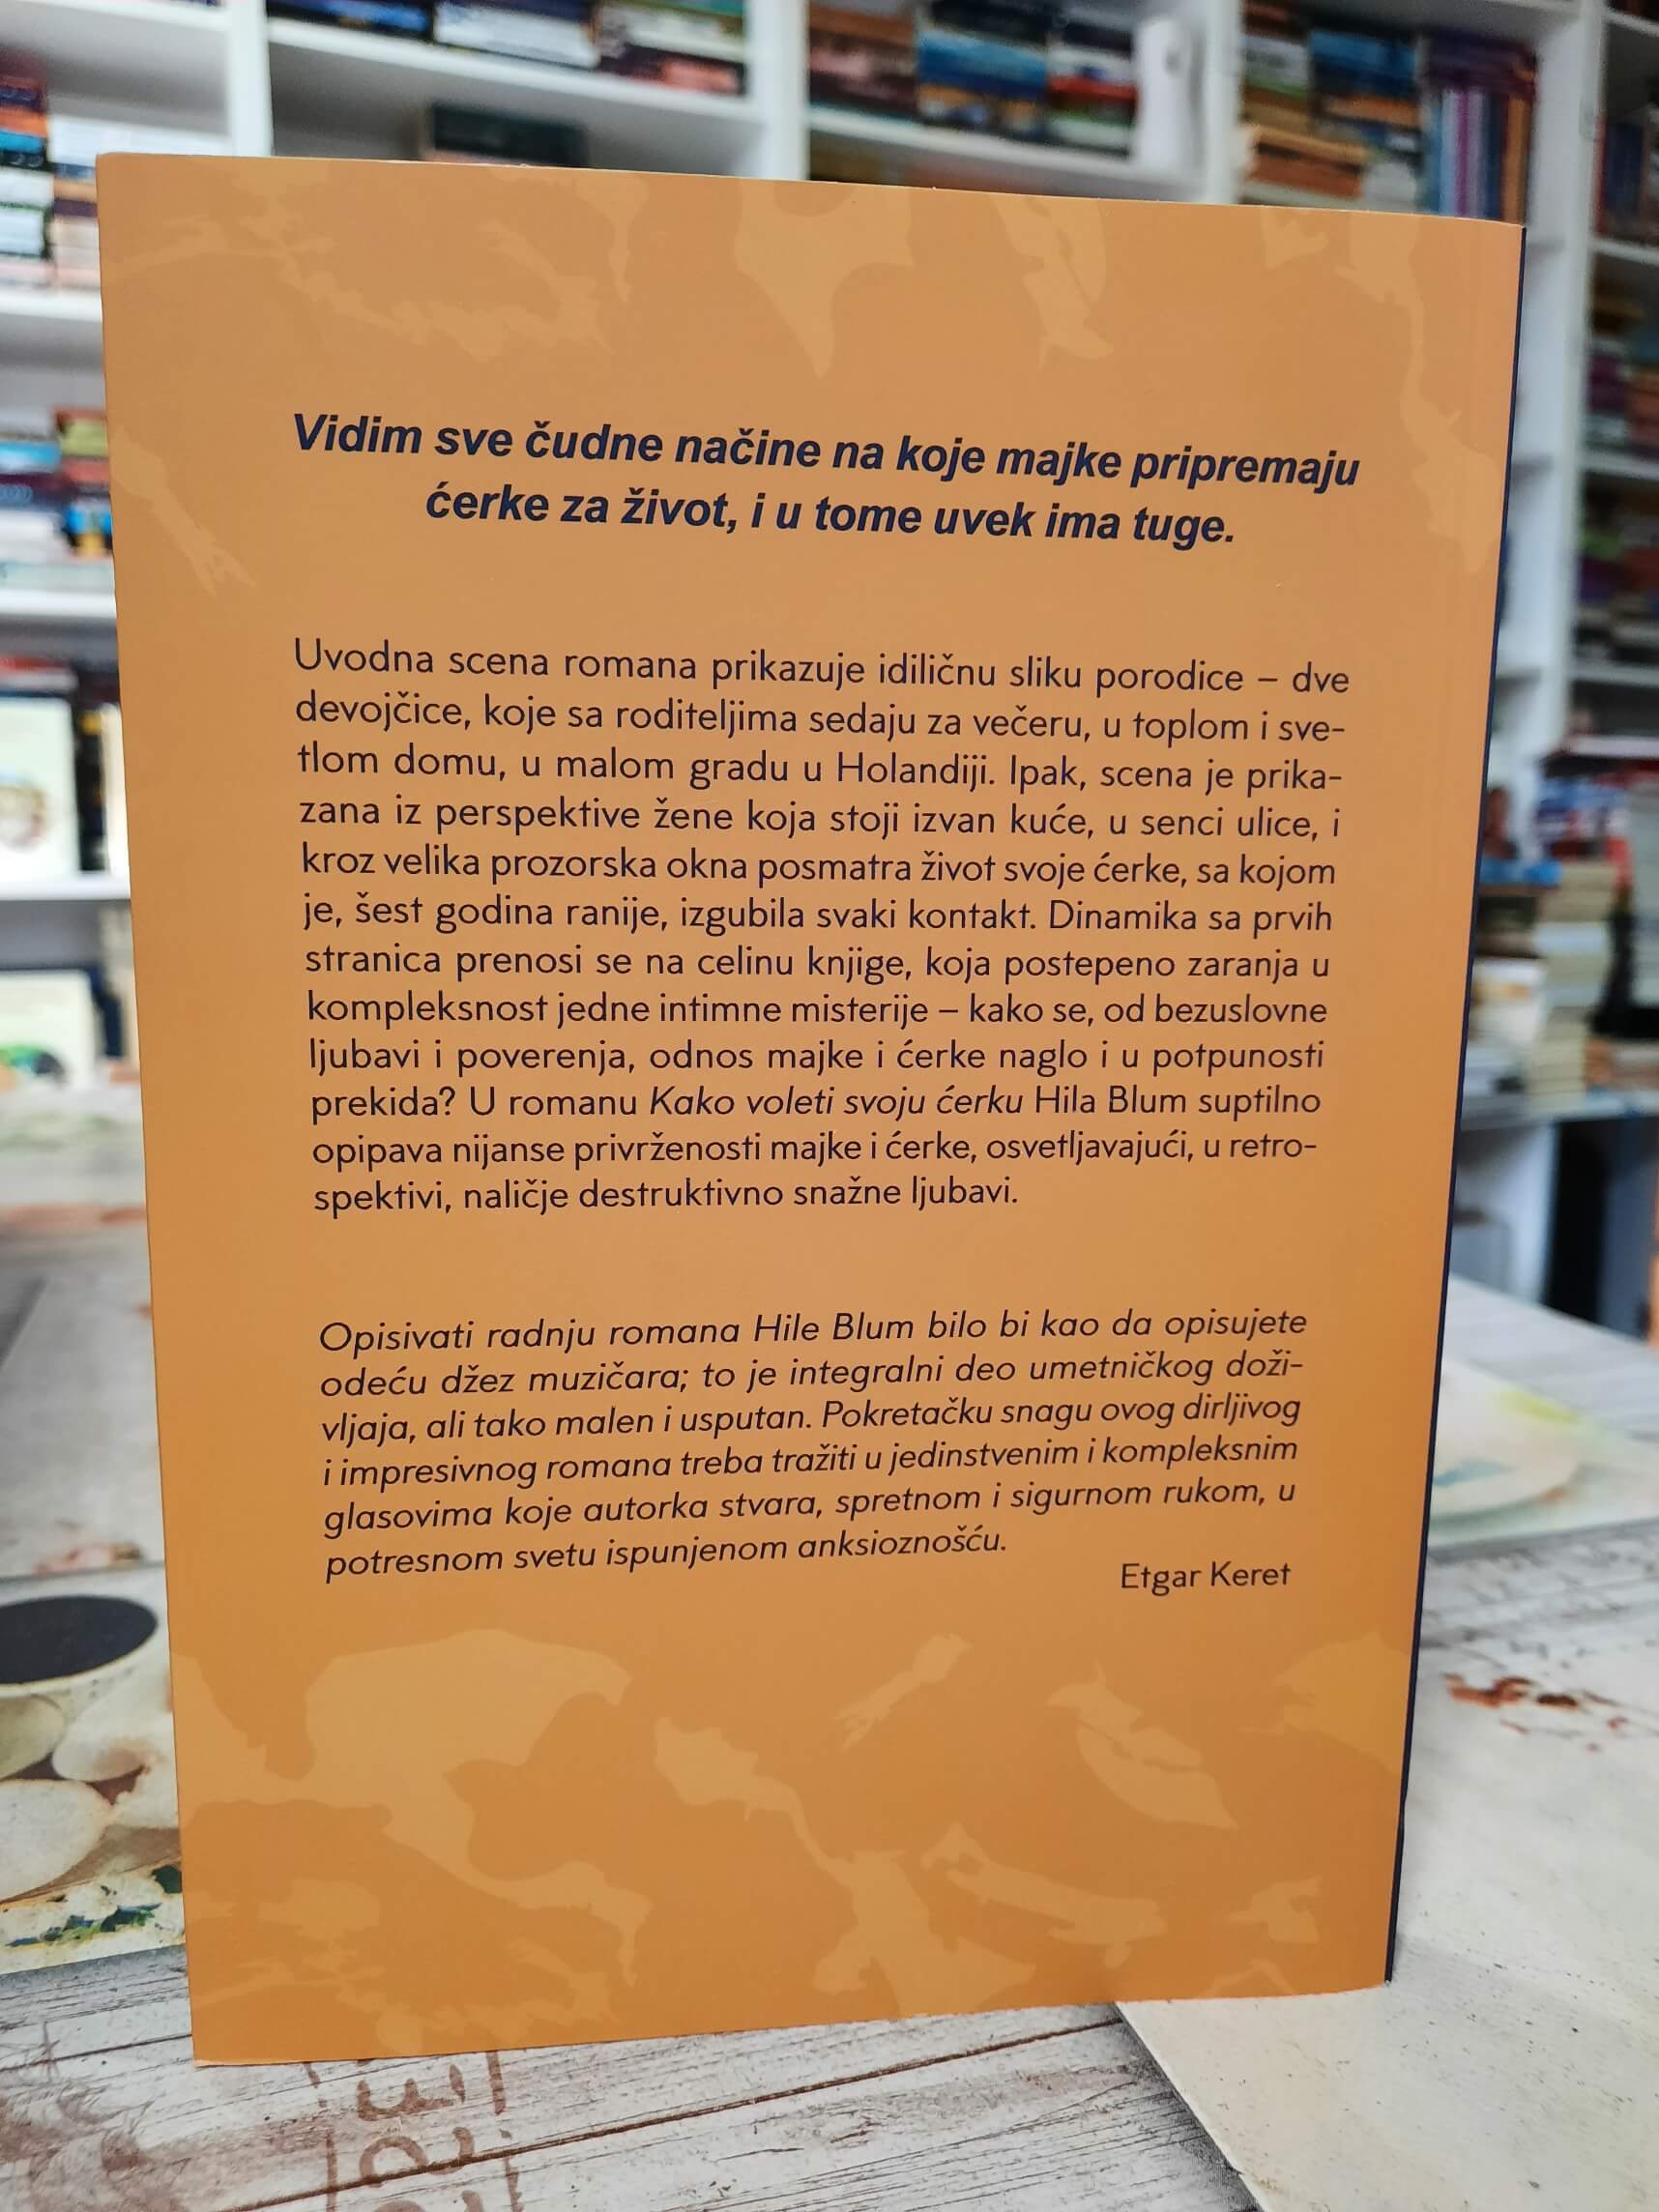 Vidim sve čudne načine na koje majke pripremaju
ćerke za život, i u tome uvek ima tuge.
Uvodna scena romana prikazuje idiličnu sliku porodice – dve
devojčice, koje sa roditeljima sedaju za večeru, u toplom i sve-
tlom domu, u malom gradu u Holandiji. Ipak, scena je prika-
zana iz perspektive žene koja stoji izvan kuće, u senci ulice, i
kroz velika prozorska okna posmatra život svoje ćerke, sa kojom
je, šest godina ranije, izgubila svaki kontakt. Dinamika sa prvih
stranica prenosi se na celinu knjige, koja postepeno zaranja u
kompleksnost jedne intimne misterije – kako se, od bezuslovne
ljubavi i poverenja, odnos majke i ćerke naglo i u potpunosti
prekida? U romanu Kako voleti svoju ćerku Hila Blum suptilno
opipava nijanse privrženosti majke i ćerke, osvetljavajući, u retro-
spektivi, naličje destruktivno snažne ljubavi.
Opisivati radnju romana Hile Blum bilo bi kao da opisujete
odeću džez muzičara; to je integralni deo umetničkog doži-
vljaja, ali tako malen i usputan. Pokretačku snagu ovog dirljivog
i impresivnog romana treba tražiti u jedinstvenim i kompleksnim
glasovima koje autorka stvara, spretnom i sigurnom rukom, u
potresnom svetu ispunjenom anksioznošću.
Etgar Keret